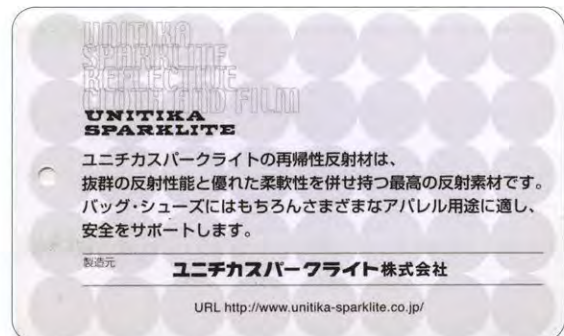 UNITIKA
SPARKLITE
REFLECTIVE
CLOTH AND FILM
UNITIKA
SPARKLITE
ユニチカスパークライトの再帰性反射材は、
抜群の反射性能と優れた柔軟性を併せ持つ最高の反射素材です。
バッグ・シューズにはもちろんさまざまなアパレル用途に適し、
安全をサポートします。
製造元 ユニチカスパークライト株式会社
URL http://www.unitika-sparklite.co.jp/